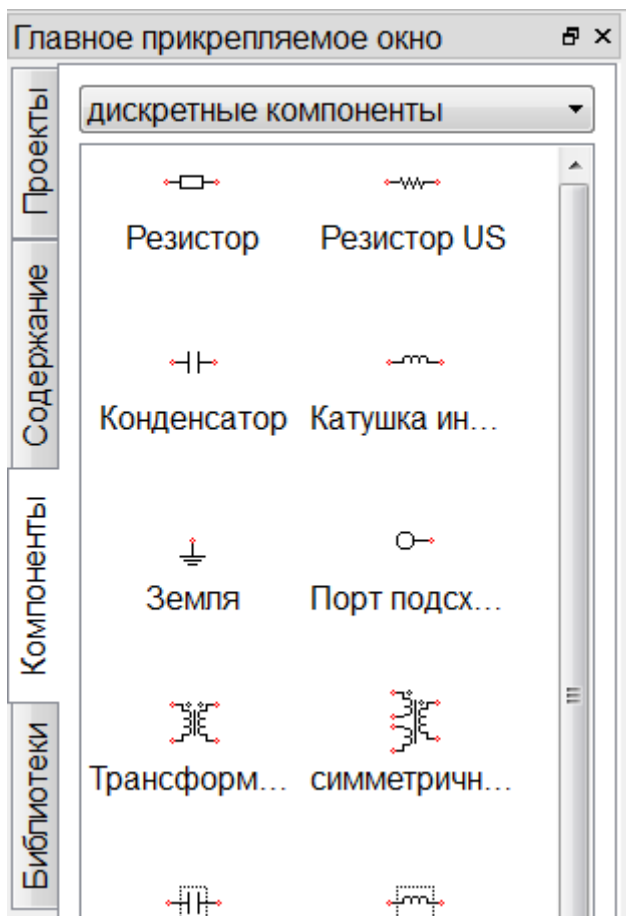 Главное прикрепляемое окно
Проекты
Содержание
Компоненты
Библиотеки
дискретные компоненты
Резистор Резистор US
Конденсатор Катушка ин...
Земля Порт подсх...
Трансформ... симметричн...